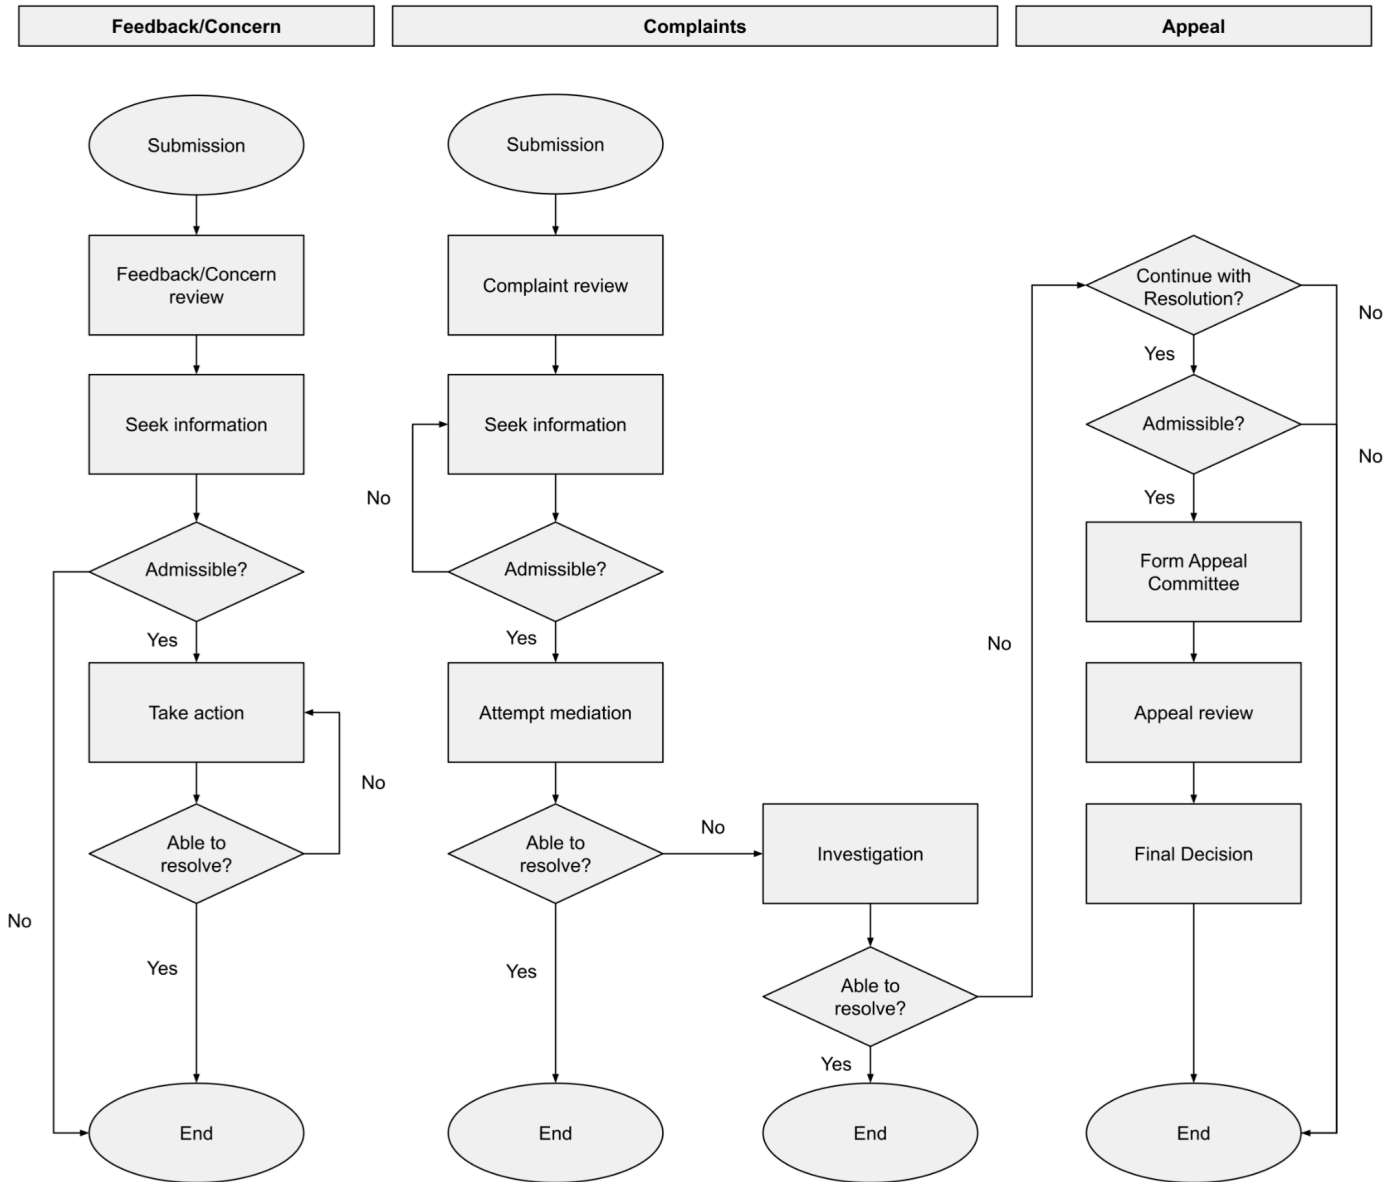 Feedback/Concern
Complaints
Appeal
Submission
Feedback/Concern
review
Seek information
Admissible?
Yes
No
Take action
No
Able to
resolve?
Yes
End
Submission
Complaint review
Seek information
No
Admissible?
Yes
Attempt mediation
Able to
resolve?
No
Yes
End
Investigation
Able to
resolve?
No
Yes
End
Continue with
Resolution?
No
Yes
Admissible?
No
Yes
Form Appeal
Committee
Appeal review
Final Decision
End